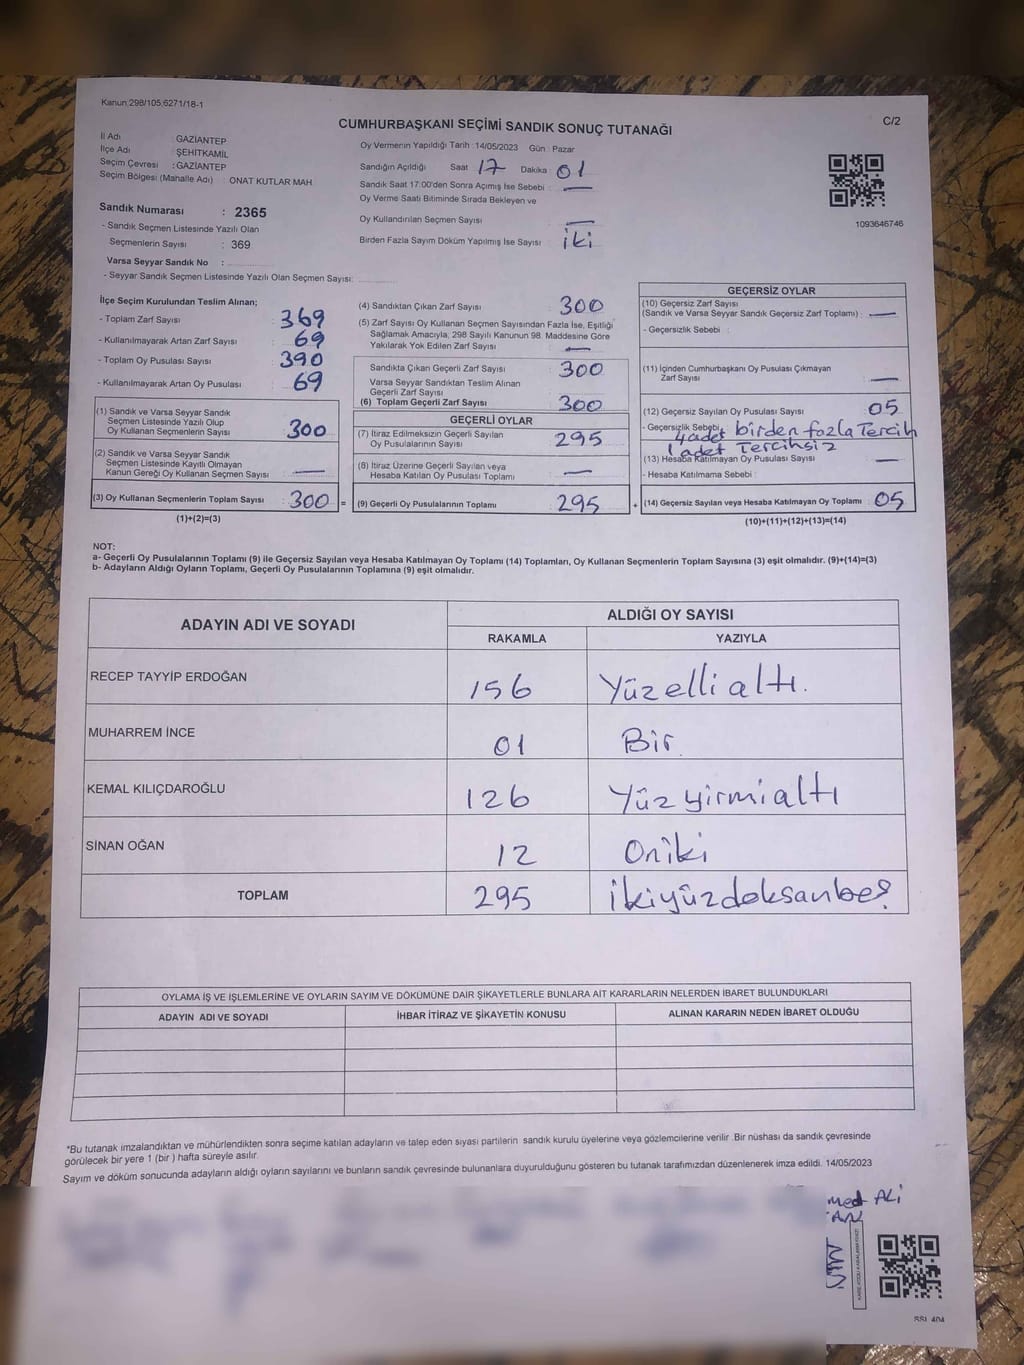 Kanun 298/105,6271/18-1
C/2
CUMHURBAŞKANI SEÇİMİ SANDIK SONUÇ TUTANAĞI
İl Adı : GAZİANTEP
İlçe Adı : ŞEHİTKAMİL
Seçim Çevresi : GAZİANTEP
Seçim Bölgesi (Mahalle Adı) : ONAT KUTLAR MAH
Sandık Numarası : 2365
- Sandık Seçmen Listesinde Yazılı Olan
Seçmenlerin Sayısı : 369
Varsa Seyyar Sandık No :
- Seyyar Sandık Seçmen Listesinde Yazılı Olan Seçmen Sayısı:
Oy Vermenin Yapıldığı Tarih : 14/05/2023 Gün : Pazar
Sandığın Açıldığı Saat 17 Dakika : 01
Sandık Saat 17:00'den Sonra Açımış İse Sebebi : —
Oy Verme Saati Bitiminde Sırada Bekleyen ve
Oy Kullandırılan Seçmen Sayısı : —
Birden Fazla Sayım Döküm Yapılmış İse Sayısı : iki
1093646746
İlçe Seçim Kurulundan Teslim Alınan;
- Toplam Zarf Sayısı : 369
- Kullanılmayarak Artan Zarf Sayısı : 69
- Toplam Oy Pusulası Sayısı : 390
- Kullanılmayarak Artan Oy Pusulası : 69
(1) Sandık ve Varsa Seyyar Sandık
Seçmen Listesinde Yazılı Olup
Oy Kullanan Seçmenlerin Sayısı : 300
(2) Sandık ve Varsa Seyyar Sandık
Seçmen Listesinde Kayıtlı Olmayan
Kanun Gereği Oy Kullanan Seçmen Sayısı : —
(3) Oy Kullanan Seçmenlerin Toplam Sayısı : 300 =
(1)+(2)=(3)
(4) Sandıktan Çıkan Zarf Sayısı : 300
(5) Zarf Sayısı Oy Kullanan Seçmen Sayısından Fazla İse, Eşitliği
Sağlamak Amacıyla, 298 Sayılı Kanunun 98. Maddesine Göre
Yakılarak Yok Edilen Zarf Sayısı : —
Sandıkta Çıkan Geçerli Zarf Sayısı : 300
Varsa Seyyar Sandıktan Teslim Alınan
Geçerli Zarf Sayısı :
(6) Toplam Geçerli Zarf Sayısı : 300
GEÇERLİ OYLAR
(7) İtiraz Edilmeksizin Geçerli Sayılan
Oy Pusulalarının Sayısı : 295
(8) İtiraz Üzerine Geçerli Sayılan veya
Hesaba Katılan Oy Pusulası Toplamı : —
(9) Geçerli Oy Pusulalarının Toplamı : 295 +
GEÇERSİZ OYLAR
(10) Geçersiz Zarf Sayısı
(Sandık ve Varsa Seyyar Sandık Geçersiz Zarf Toplamı) : —
- Geçersizlik Sebebi :
(11) İçinden Cumhurbaşkanı Oy Pusulası Çıkmayan
Zarf Sayısı : —
(12) Geçersiz Sayılan Oy Pusulası Sayısı : 05
- Geçersizlik Sebebi : 4 adet birden fazla Tercih
1 adet Tercihsiz
(13) Hesaba Katılmayan Oy Pusulası Sayısı : —
- Hesaba Katılmama Sebebi :
(14) Geçersiz Sayılan veya Hesaba Katılmayan Oy Toplamı : 05
(10)+(11)+(12)+(13)=(14)
NOT:
a- Geçerli Oy Pusulalarının Toplamı (9) ile Geçersiz Sayılan veya Hesaba Katılmayan Oy Toplamı (14) Toplamları, Oy Kullanan Seçmenlerin Toplam Sayısına (3) eşit olmalıdır. (9)+(14)=(3)
b- Adayların Aldığı Oyların Toplamı, Geçerli Oy Pusulalarının Toplamına (9) eşit olmalıdır.
ADAYIN ADI VE SOYADI
ALDIĞI OY SAYISI
RAKAMLA YAZIYLA
RECEP TAYYİP ERDOĞAN 156 Yüzellialtı.
MUHARREM İNCE 01 Bir
KEMAL KILIÇDAROĞLU 126 Yüzyirmialtı
SİNAN OĞAN 12 Oniki
TOPLAM 295 ikiyüzdoksanbeş
OYLAMA İŞ VE İŞLEMLERİNE VE OYLARIN SAYIM VE DÖKÜMÜNE DAİR ŞİKAYETLERLE BUNLARA AİT KARARLARIN NELERDEN İBARET BULUNDUKLARI
ADAYIN ADI VE SOYADI İHBAR İTİRAZ VE ŞİKAYETİN KONUSU ALINAN KARARIN NEDEN İBARET OLDUĞU
*Bu tutanak imzalandıktan ve mühürlendikten sonra seçime katılan adayların ve talep eden siyasi partilerin sandık kurulu üyelerine veya gözlemcilerine verilir. Bir nüshası da sandık çevresinde
görülecek bir yere 1 (bir) hafta süreyle asılır.
Sayım ve döküm sonucunda adayların aldığı oyların sayılarını ve bunların sandık çevresinde bulunanlara duyurulduğunu gösteren bu tutanak tarafımızdan düzenlenerek imza edildi. 14/05/2023
med ALİ